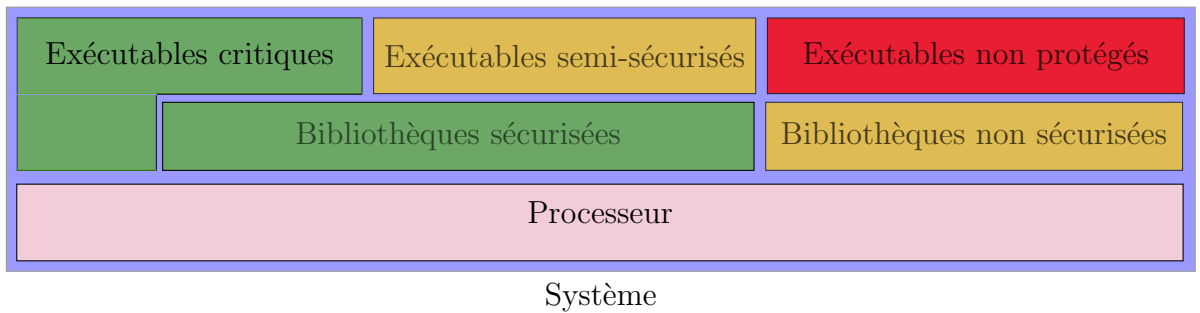 Exécutables critiques
Exécutables semi-sécurisés
Exécutables non protégés
Bibliothèques sécurisées
Bibliothèques non sécurisées
Processeur
Système